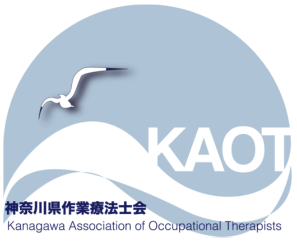 KAOT
神奈川県作業療法士会
Kanagawa Association of Occupational Therapists